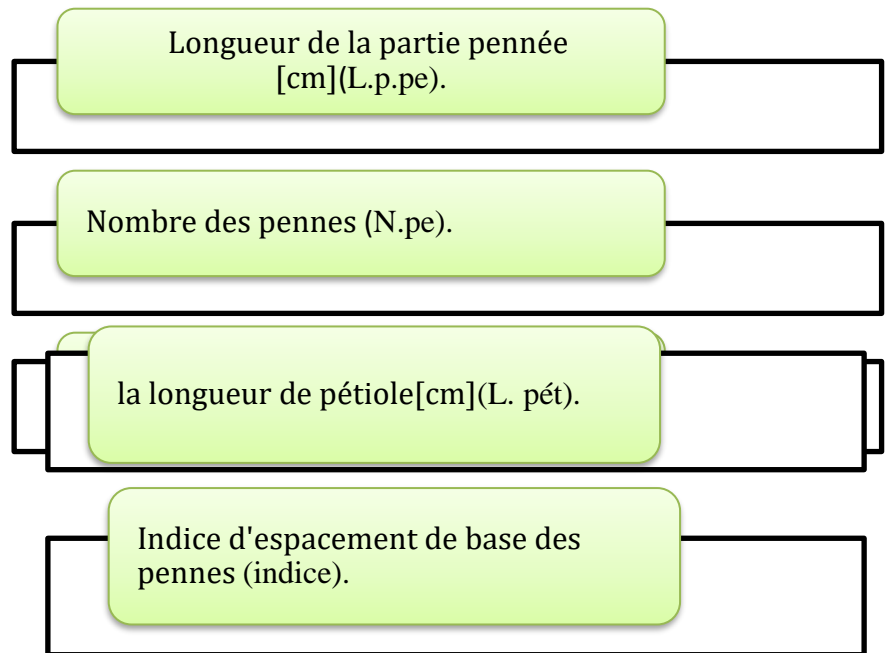 Longueur de la partie pennée
[cm](L.p.pe).
Nombre des pennes (N.pe).
la longueur de pétiole[cm](L. pét).
Indice d'espacement de base des
pennes (indice).